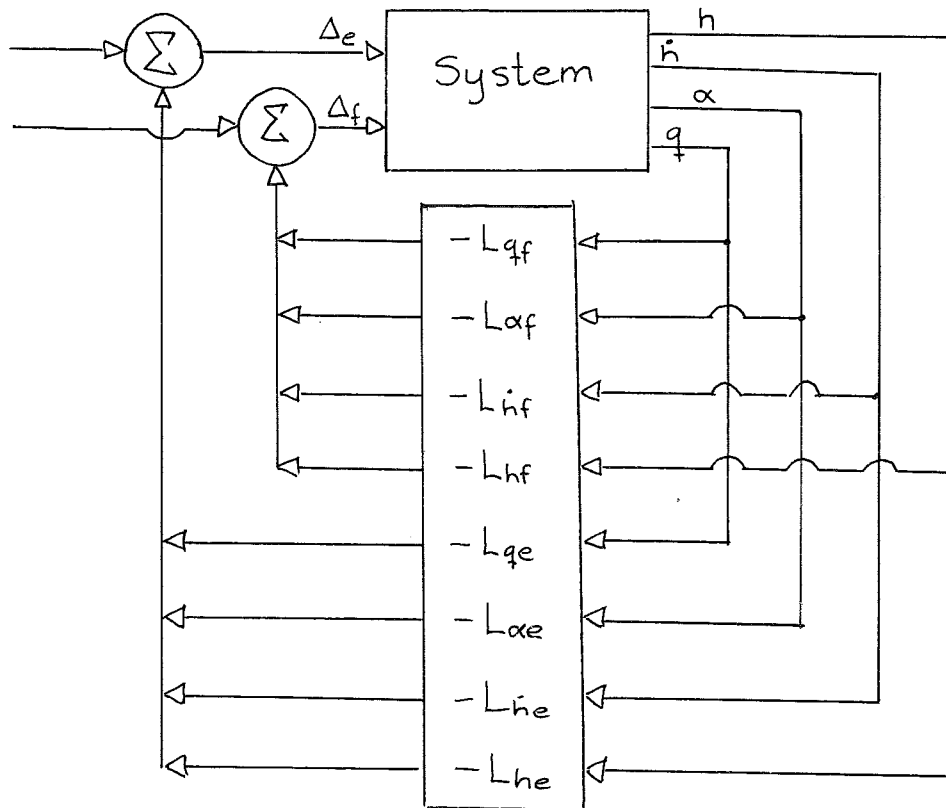 Σ
Δe
System
h
ḣ
Σ
Δf
α
q
-Lqf
-Lαf
-Lḣf
-Lhf
-Lqe
-Lαe
-Lḣe
-Lhe